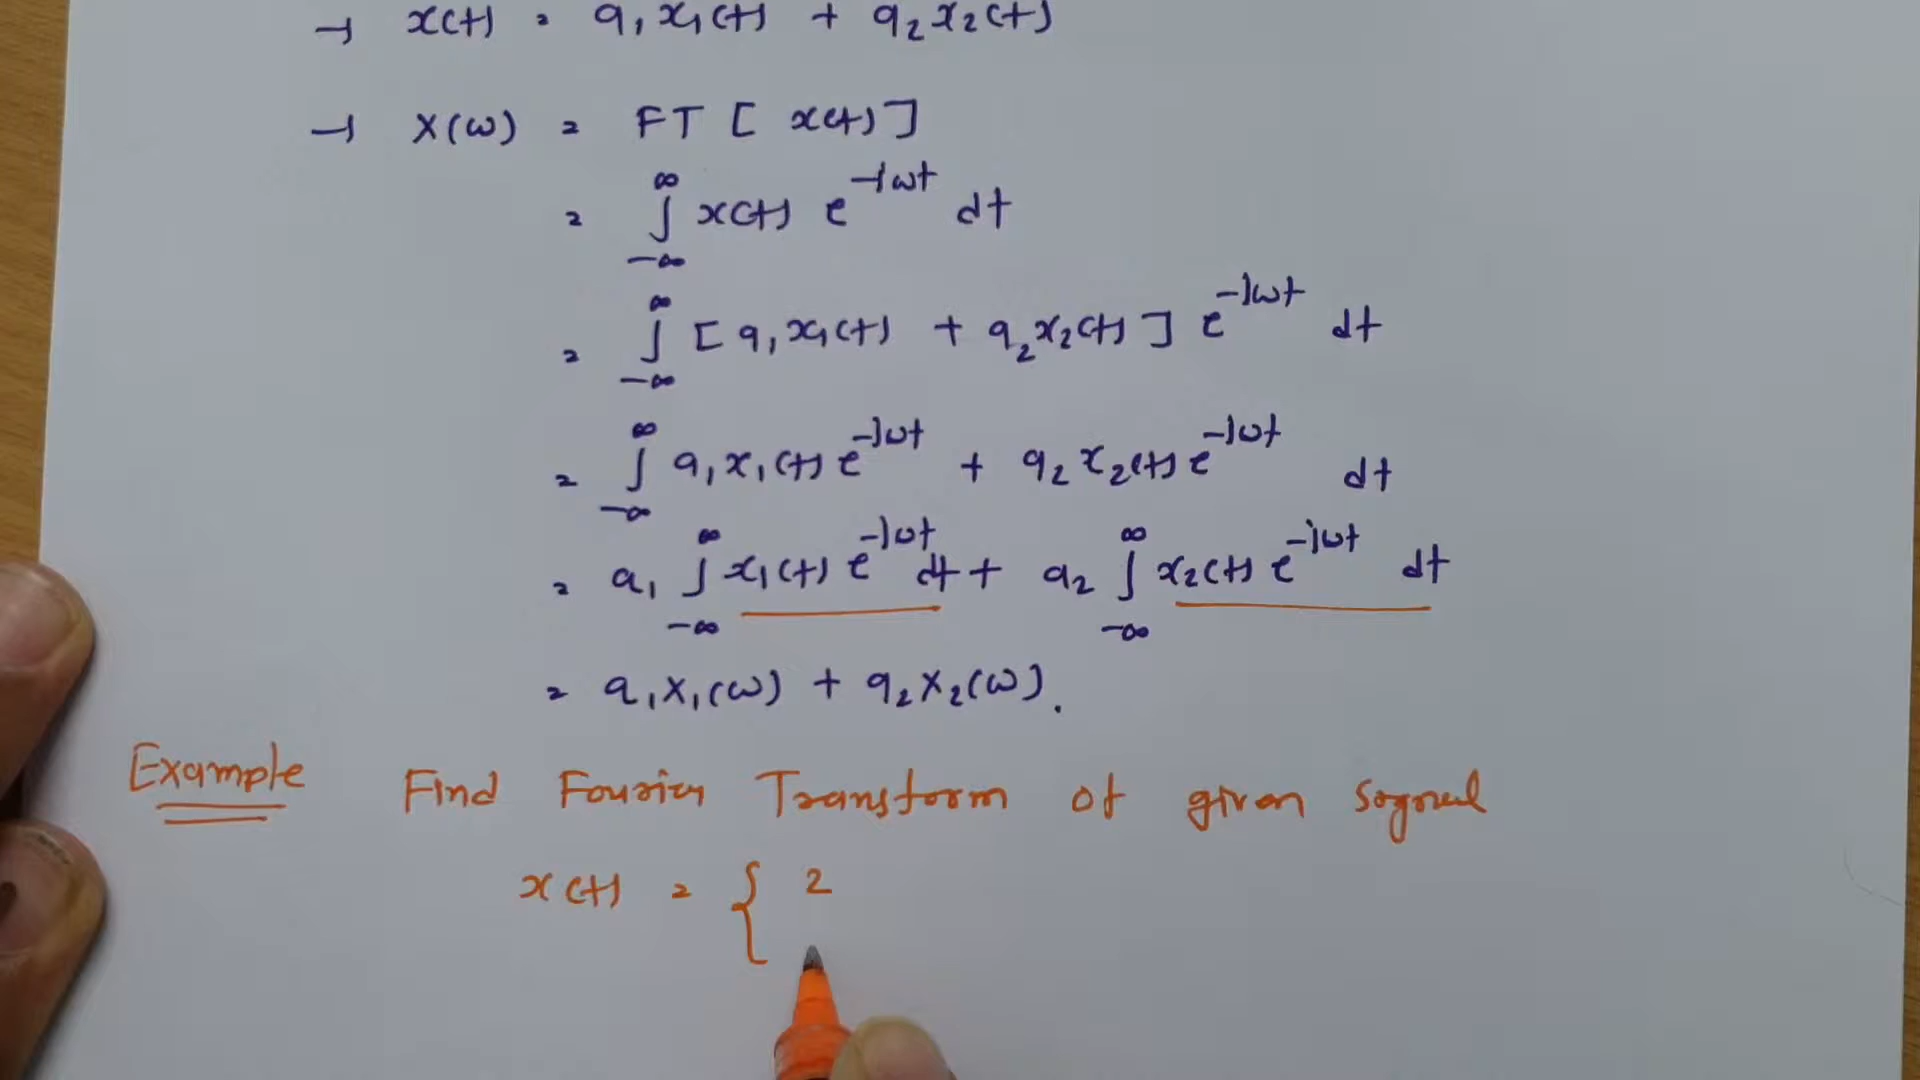 → x(t) = a₁x₁(t) + a₂x₂(t)
→ X(ω) = FT [ x(t) ]
= ∫_{-∞}^{∞} x(t) e^{-jωt} dt
= ∫_{-∞}^{∞} [ a₁x₁(t) + a₂x₂(t) ] e^{-jωt} dt
= ∫_{-∞}^{∞} a₁x₁(t) e^{-jωt} + a₂x₂(t) e^{-jωt} dt
= a₁ ∫_{-∞}^{∞} x₁(t) e^{-jωt} dt + a₂ ∫_{-∞}^{∞} x₂(t) e^{-jωt} dt
= a₁X₁(ω) + a₂X₂(ω).
Example Find Fourier Transform of given signal
x(t) = { 2